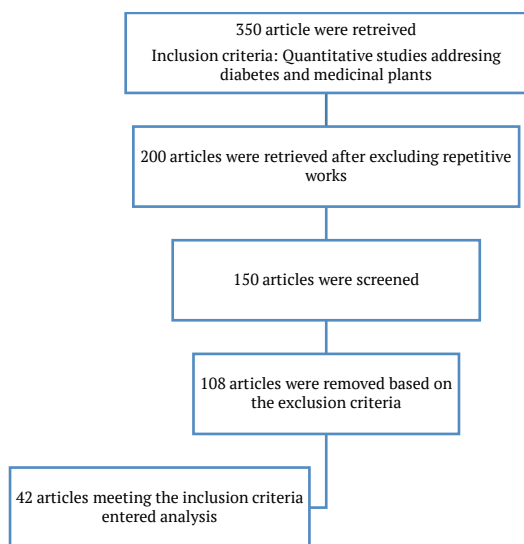 350 article were retreived
Inclusion criteria: Quantitative studies addresing
diabetes and medicinal plants
200 articles were retrieved after excluding repetitive
works
150 articles were screened
108 articles were removed based on
the exclusion criteria
42 articles meeting the inclusion criteria
entered analysis